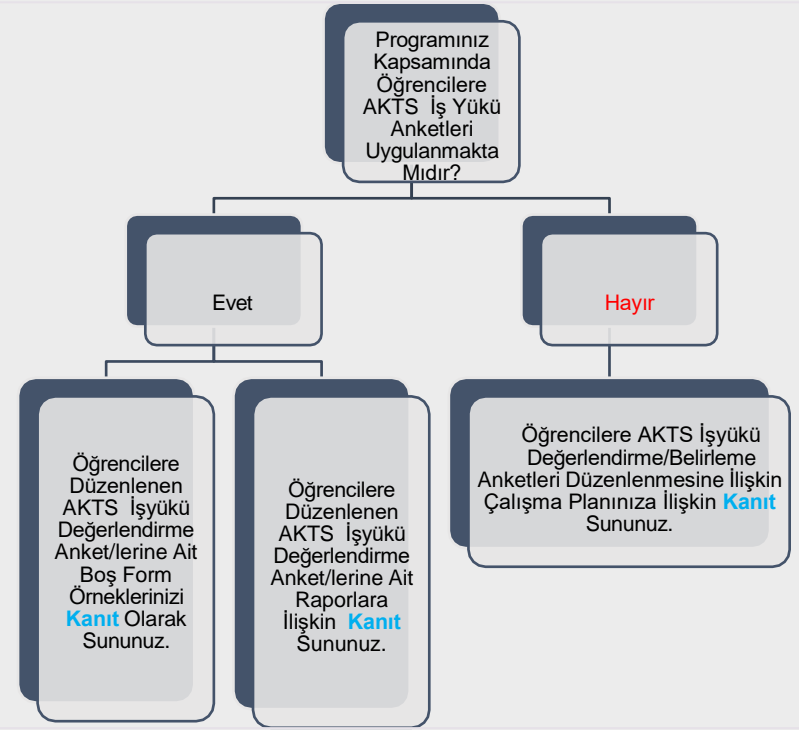 Programınız
Kapsamında
Öğrencilere
AKTS İş Yükü
Anketleri
Uygulanmakta
Mıdır?
Evet
Hayır
Öğrencilere
Düzenlenen
AKTS İşyükü
Değerlendirme
Anket/lerine Ait
Boş Form
Örneklerinizi
Kanıt Olarak
Sununuz.
Öğrencilere
Düzenlenen
AKTS İşyükü
Değerlendirme
Anket/lerine Ait
Raporlara
İlişkin Kanıt
Sununuz.
Öğrencilere AKTS İşyükü
Değerlendirme/Belirleme
Anketleri Düzenlenmesine İlişkin
Çalışma Planınıza İlişkin Kanıt
Sununuz.